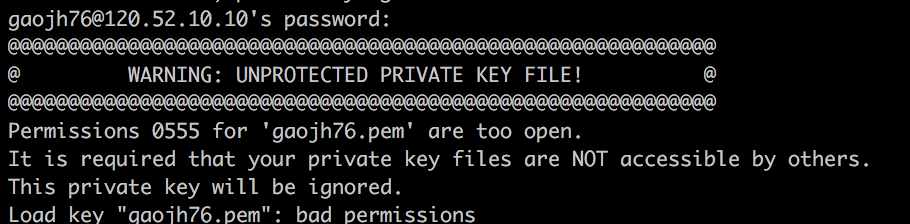 gaojh76@120.52.10.10's password:
@@@@@@@@@@@@@@@@@@@@@@@@@@@@@@@@@@@@@@@@@@@@@@@@@@@@@@@@@@@
@         WARNING: UNPROTECTED PRIVATE KEY FILE!          @
@@@@@@@@@@@@@@@@@@@@@@@@@@@@@@@@@@@@@@@@@@@@@@@@@@@@@@@@@@@
Permissions 0555 for 'gaojh76.pem' are too open.
It is required that your private key files are NOT accessible by others.
This private key will be ignored.
Load key "gaojh76.pem": bad permissions